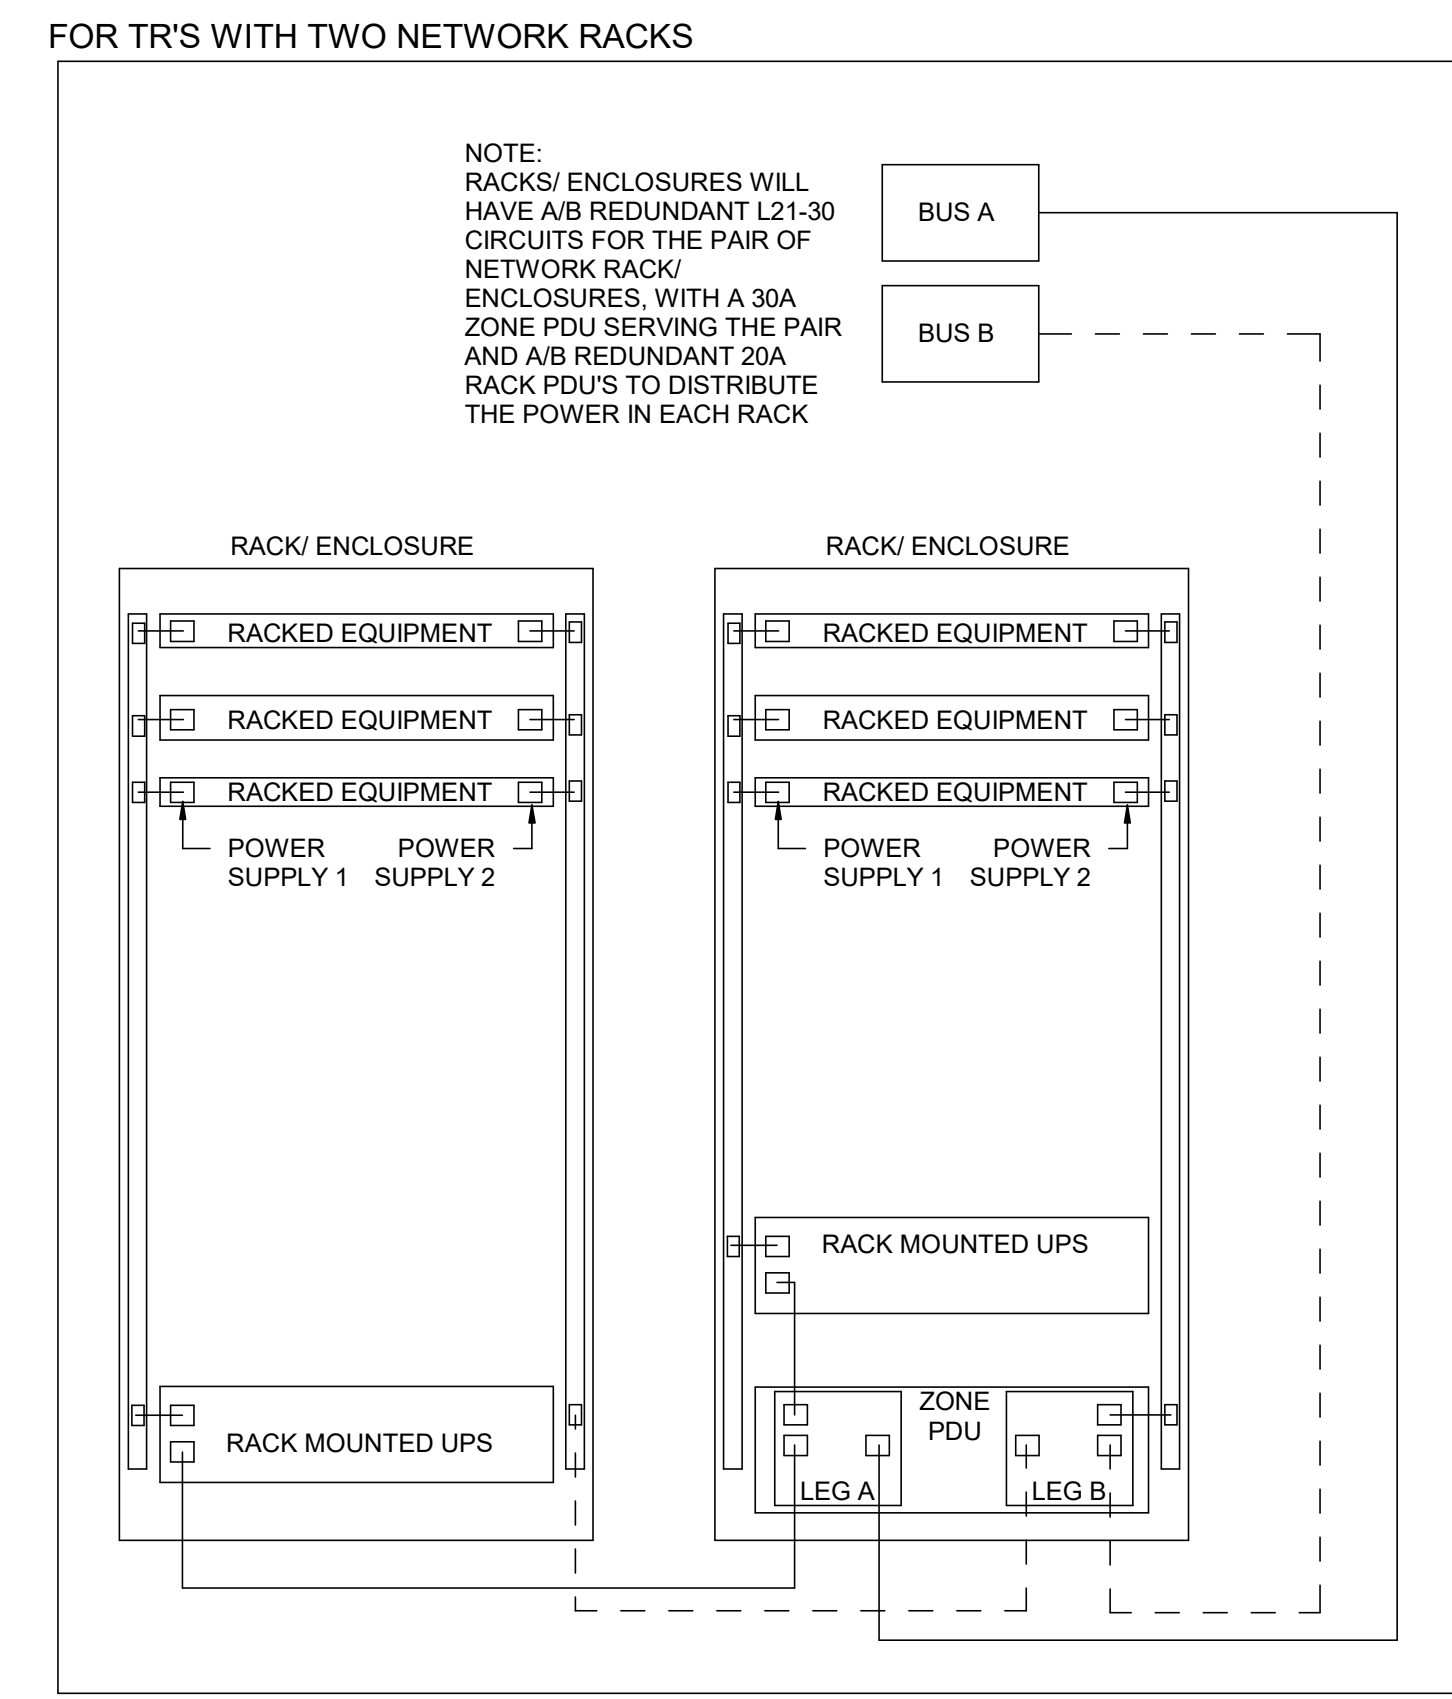 FOR TR'S WITH TWO NETWORK RACKS
NOTE:
RACKS/ ENCLOSURES WILL
HAVE A/B REDUNDANT L21-30
CIRCUITS FOR THE PAIR OF
NETWORK RACK/
ENCLOSURES, WITH A 30A
ZONE PDU SERVING THE PAIR
AND A/B REDUNDANT 20A
RACK PDU'S TO DISTRIBUTE
THE POWER IN EACH RACK
BUS A
BUS B
RACK/ ENCLOSURE
RACKED EQUIPMENT
RACKED EQUIPMENT
RACKED EQUIPMENT
POWER
SUPPLY 1
POWER
SUPPLY 2
RACK MOUNTED UPS
RACK/ ENCLOSURE
RACKED EQUIPMENT
RACKED EQUIPMENT
RACKED EQUIPMENT
POWER
SUPPLY 1
POWER
SUPPLY 2
RACK MOUNTED UPS
ZONE
PDU
LEG A
LEG B